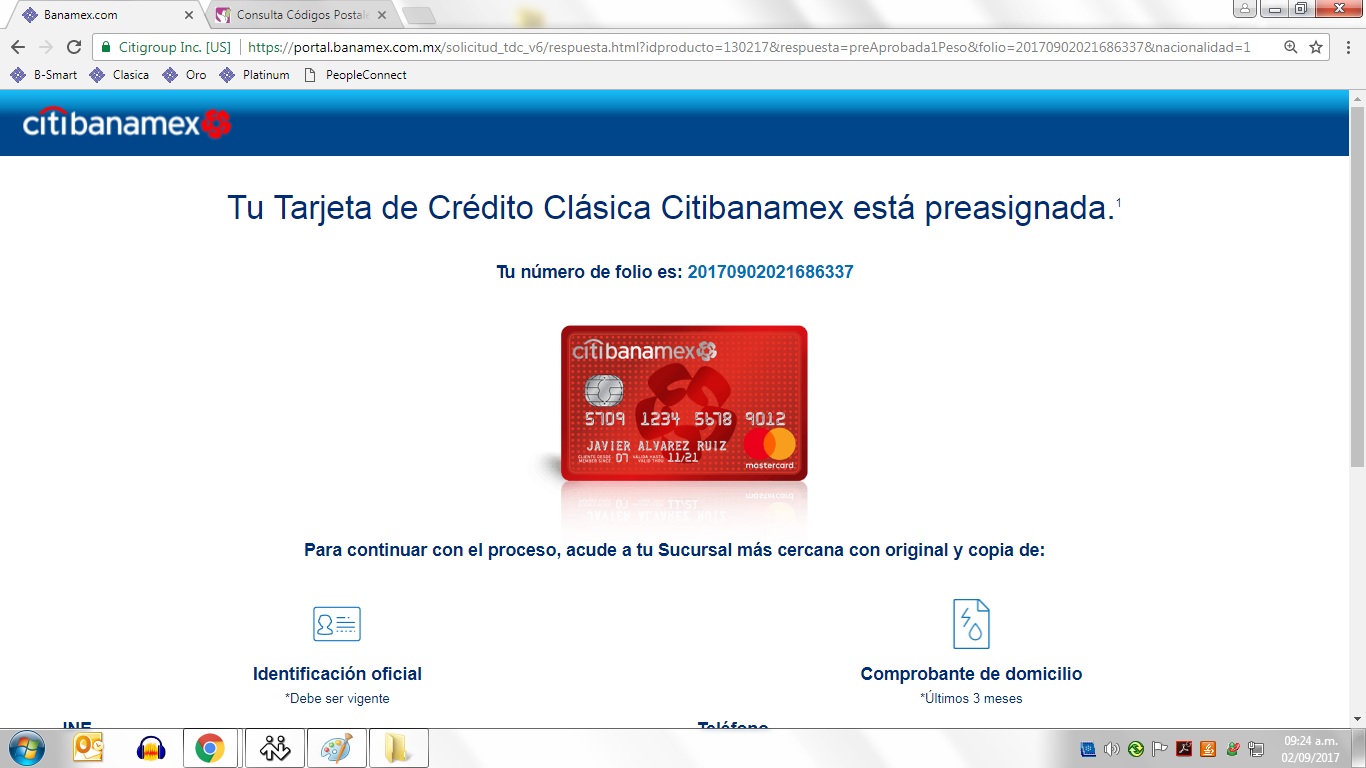 Banamex.com
Consulta Códigos Postale
Citigroup Inc. [US]
https://portal.banamex.com.mx/solicitud_tdc_v6/respuesta.html?idproducto=130217&respuesta=preAprobada1Peso&folio=20170902021686337&nacionalidad=1
B-Smart Clasica Oro Platinum PeopleConnect
citibanamex
Tu Tarjeta de Crédito Clásica Citibanamex está preasignada.1
Tu número de folio es: 20170902021686337
citibanamex
5709 1234 5678 9012
JAVIER ALVAREZ RUIZ
CLIENTE DESDE MEMBER SINCE 07 VALIDA HASTA VALID THRU 11/21
mastercard
Para continuar con el proceso, acude a tu Sucursal más cercana con original y copia de:
Identificación oficial
*Debe ser vigente
Comprobante de domicilio
*Últimos 3 meses
INE
Teléfono
09:24 a.m.
02/09/2017